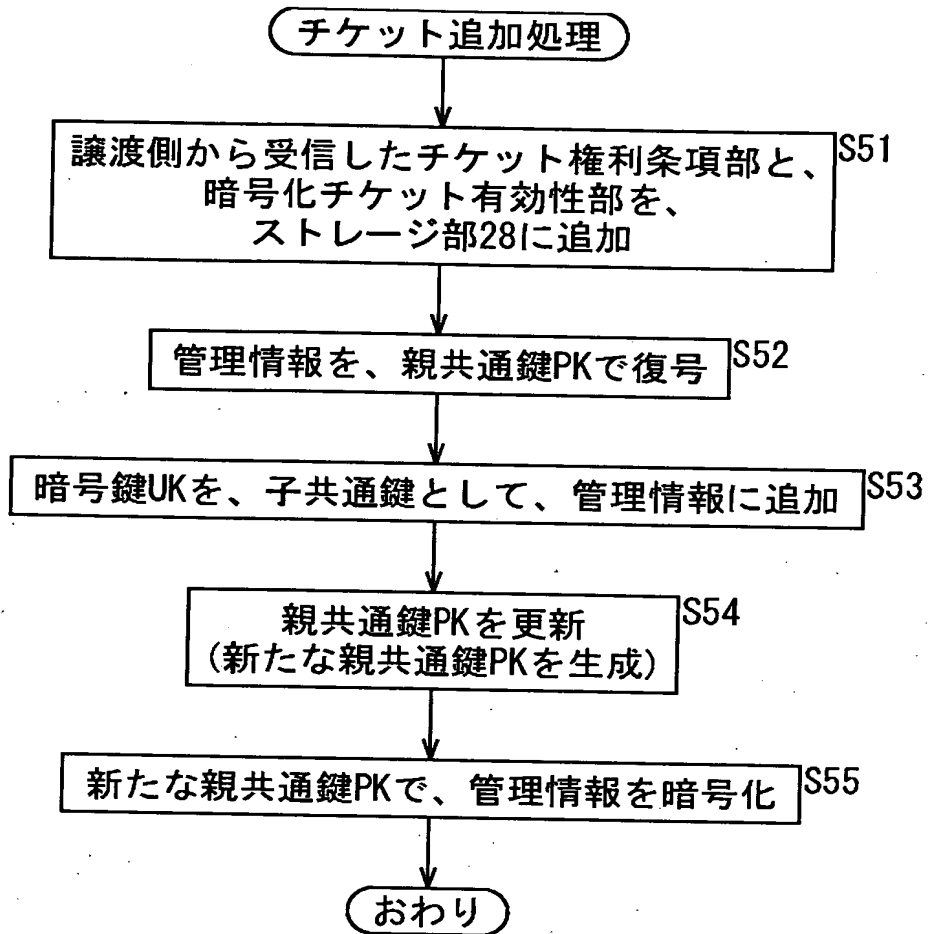 チケット追加処理
譲渡側から受信したチケット権利条項部と、
暗号化チケット有効性部を、
ストレージ部28に追加
S51
管理情報を、親共通鍵PKで復号
S52
暗号鍵UKを、子共通鍵として、管理情報に追加
S53
親共通鍵PKを更新
(新たな親共通鍵PKを生成)
S54
新たな親共通鍵PKで、管理情報を暗号化
S55
おわり